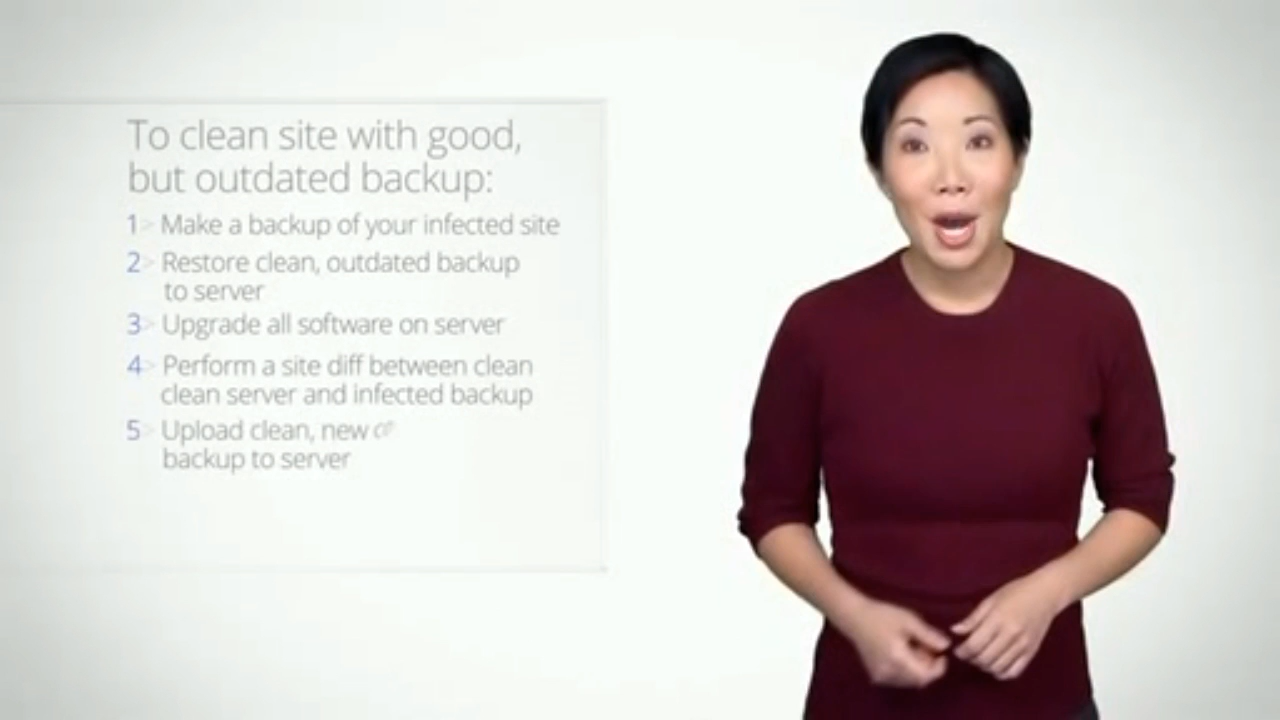 To clean site with good,
but outdated backup:
1> Make a backup of your infected site
2> Restore clean, outdated backup
to server
3> Upgrade all software on server
4> Perform a site diff between clean
clean server and infected backup
5> Upload clean, new
backup to server